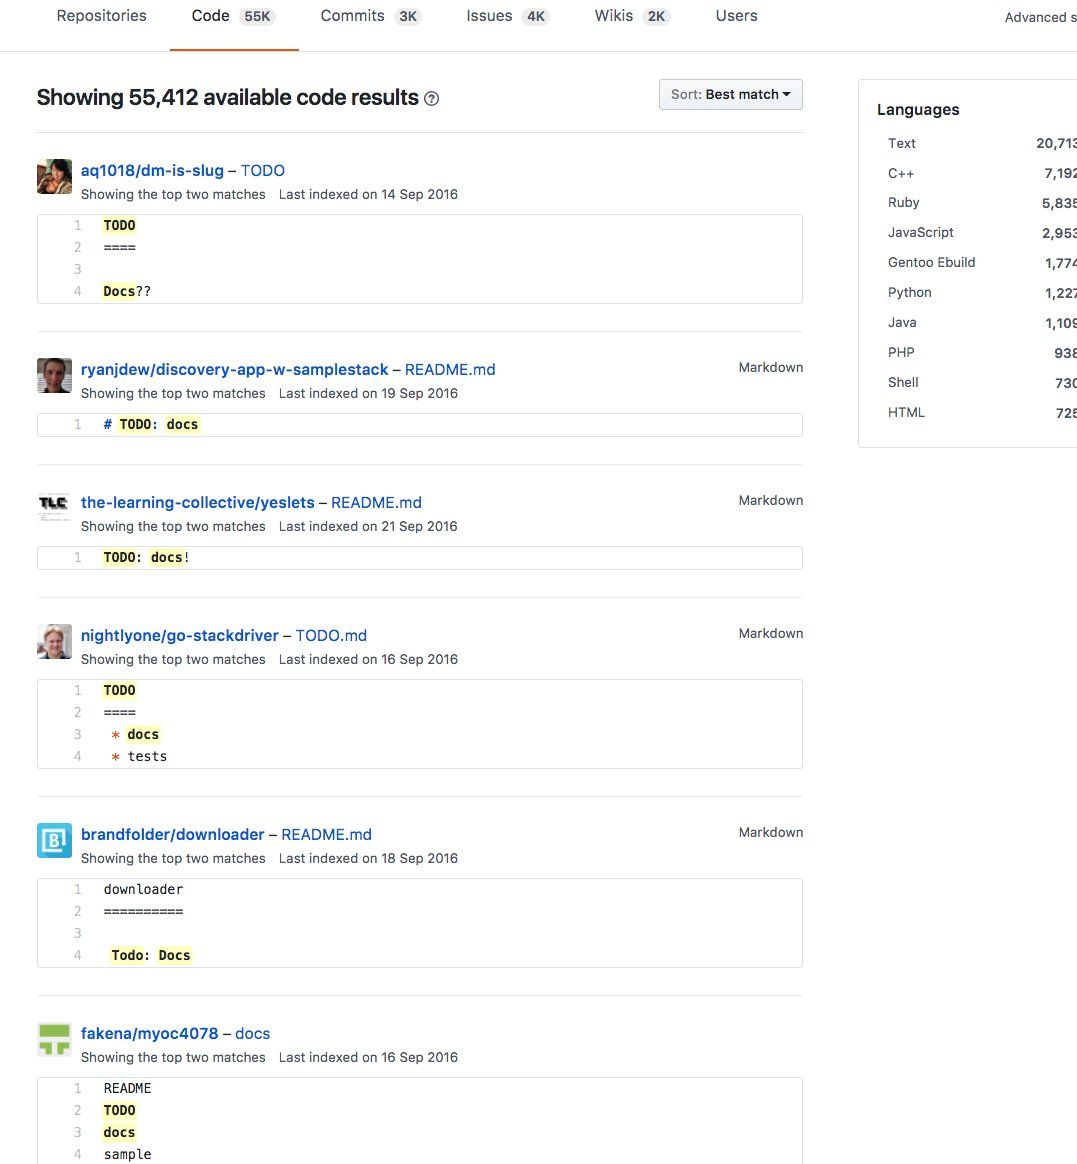 Repositories Code 55K Commits 3K Issues 4K Wikis 2K Users Advanced s
Showing 55,412 available code results
Sort: Best match
aq1018/dm-is-slug – TODO
Showing the top two matches Last indexed on 14 Sep 2016
1 TODO
2 ====
3
4 Docs??
ryanjdew/discovery-app-w-samplestack – README.md Markdown
Showing the top two matches Last indexed on 19 Sep 2016
1 # TODO: docs
TLC
the-learning-collective/yeslets – README.md Markdown
Showing the top two matches Last indexed on 21 Sep 2016
1 TODO: docs!
nightlyone/go-stackdriver – TODO.md Markdown
Showing the top two matches Last indexed on 16 Sep 2016
1 TODO
2 ====
3 * docs
4 * tests
B
brandfolder/downloader – README.md Markdown
Showing the top two matches Last indexed on 18 Sep 2016
1 downloader
2 ==========
3
4 Todo: Docs
fakena/myoc4078 – docs
Showing the top two matches Last indexed on 16 Sep 2016
1 README
2 TODO
3 docs
4 sample
Languages
Text 20,713
C++ 7,192
Ruby 5,835
JavaScript 2,953
Gentoo Ebuild 1,774
Python 1,227
Java 1,109
PHP 938
Shell 730
HTML 725